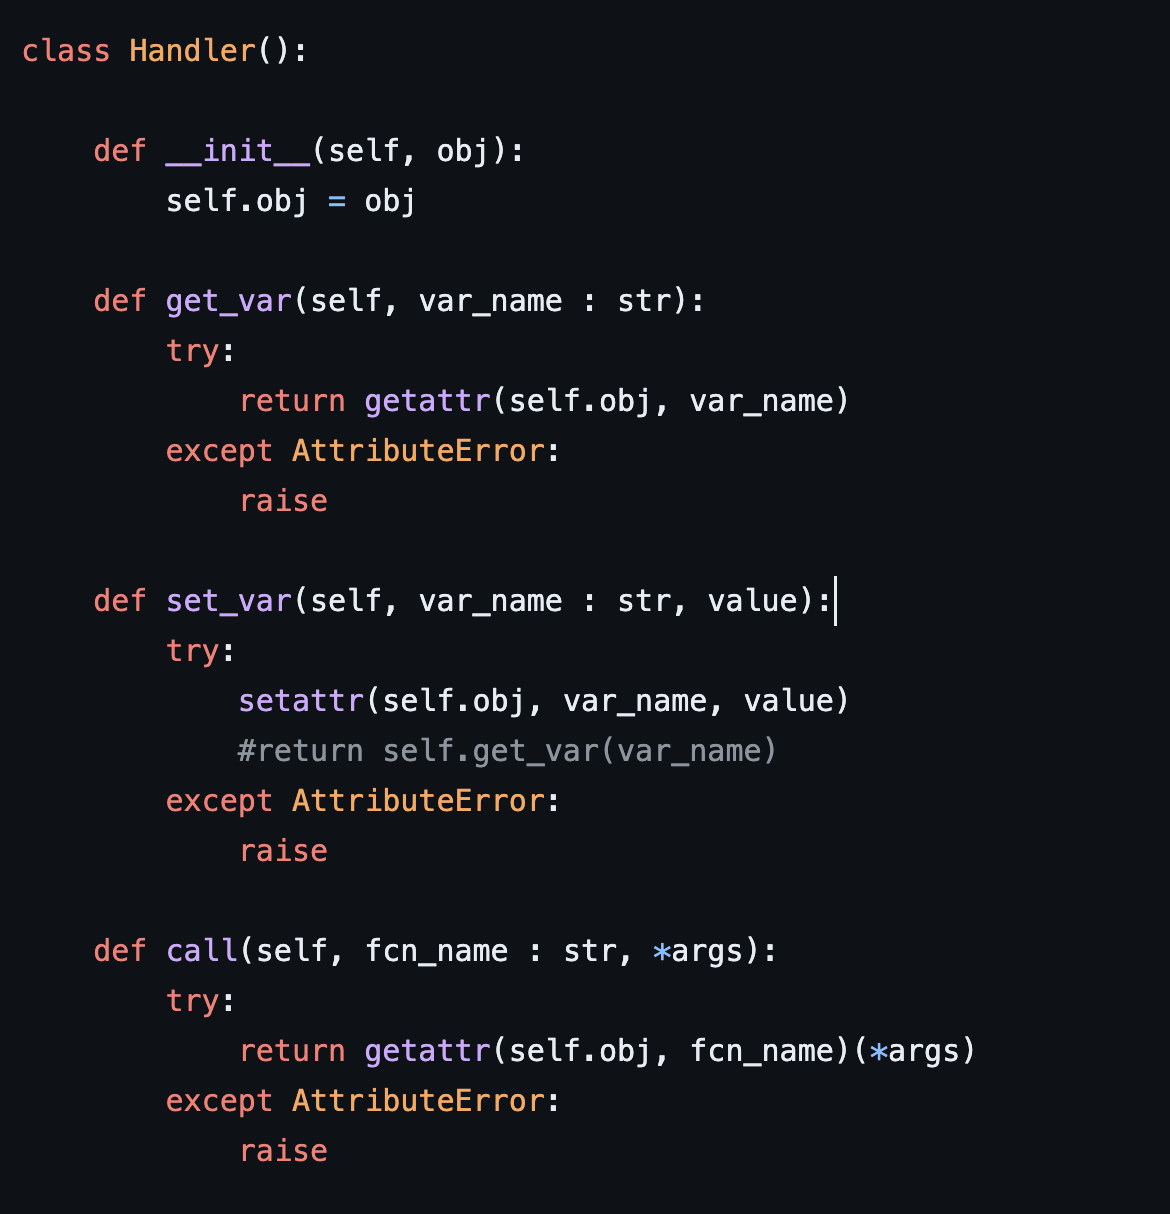 class Handler():
    def __init__(self, obj):
        self.obj = obj
    def get_var(self, var_name : str):
        try:
            return getattr(self.obj, var_name)
        except AttributeError:
            raise
    def set_var(self, var_name : str, value):
        try:
            setattr(self.obj, var_name, value)
            #return self.get_var(var_name)
        except AttributeError:
            raise
    def call(self, fcn_name : str, *args):
        try:
            return getattr(self.obj, fcn_name)(*args)
        except AttributeError:
            raise